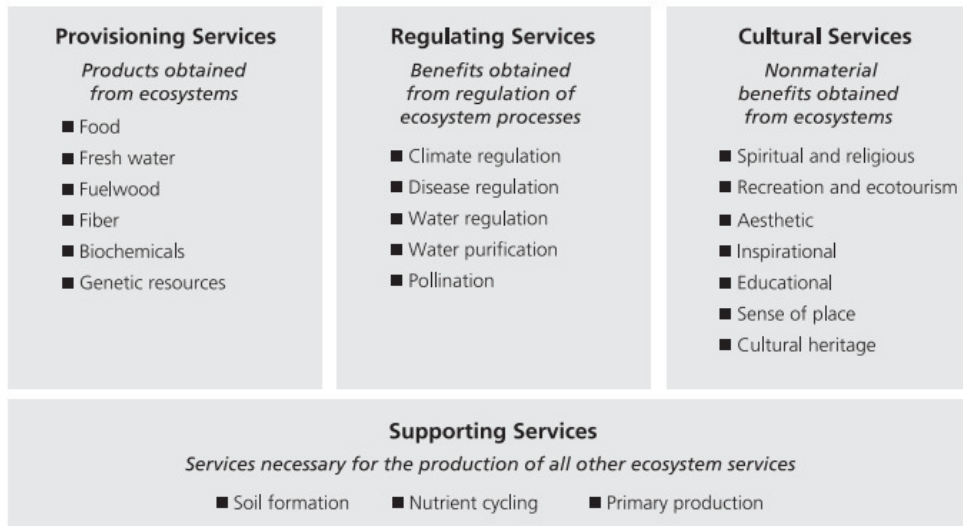 Provisioning Services
Products obtained
from ecosystems
■ Food
■ Fresh water
■ Fuelwood
■ Fiber
■ Biochemicals
■ Genetic resources
Regulating Services
Benefits obtained
from regulation of
ecosystem processes
■ Climate regulation
■ Disease regulation
■ Water regulation
■ Water purification
■ Pollination
Cultural Services
Nonmaterial
benefits obtained
from ecosystems
■ Spiritual and religious
■ Recreation and ecotourism
■ Aesthetic
■ Inspirational
■ Educational
■ Sense of place
■ Cultural heritage
Supporting Services
Services necessary for the production of all other ecosystem services
■ Soil formation ■ Nutrient cycling ■ Primary production